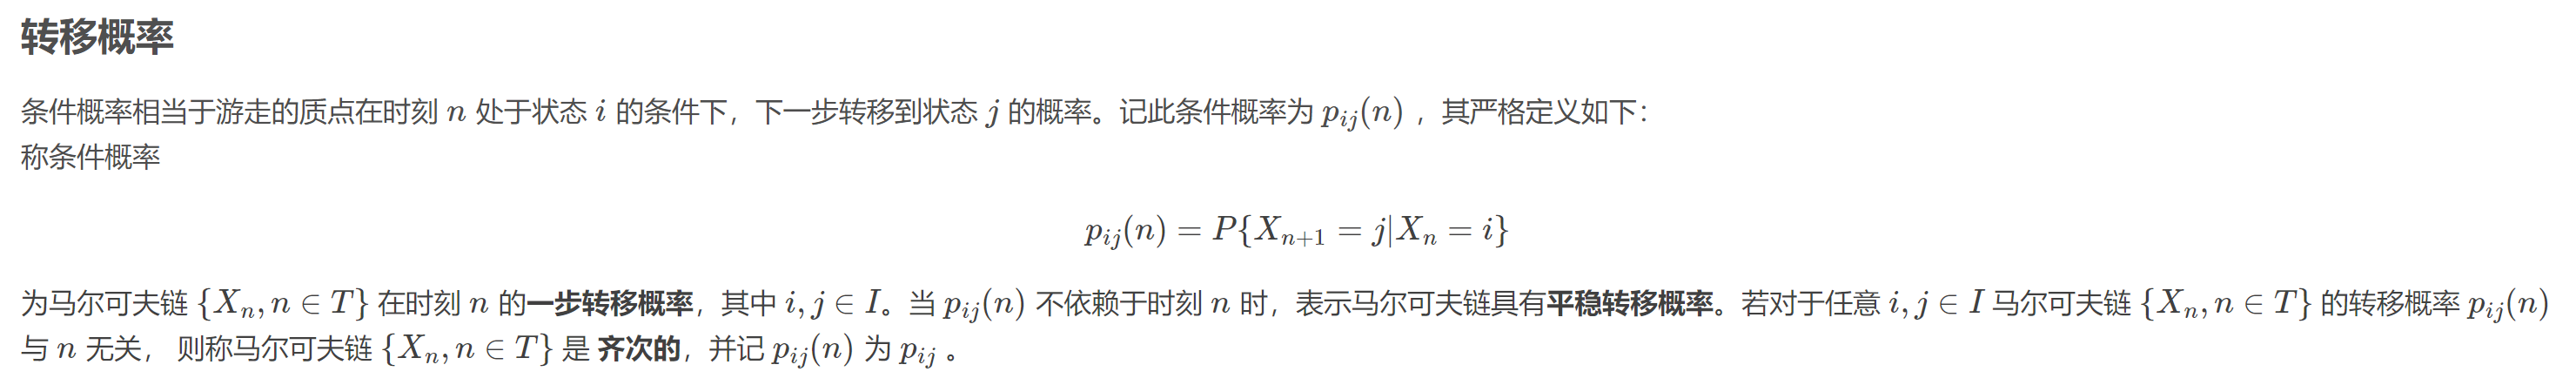 转移概率
条件概率相当于游走的质点在时刻 n 处于状态 i 的条件下，下一步转移到状态 j 的概率。记此条件概率为 p_{ij}(n) ，其严格定义如下：
称条件概率
p_{ij}(n) = P{X_{n+1} = j|X_n = i}
为马尔可夫链 {X_n, n ∈ T} 在时刻 n 的一步转移概率，其中 i, j ∈ I。当 p_{ij}(n) 不依赖于时刻 n 时，表示马尔可夫链具有平稳转移概率。若对于任意 i, j ∈ I 马尔可夫链 {X_n, n ∈ T} 的转移概率 p_{ij}(n)
与 n 无关， 则称马尔可夫链 {X_n, n ∈ T} 是 齐次的，并记 p_{ij}(n) 为 p_{ij} 。